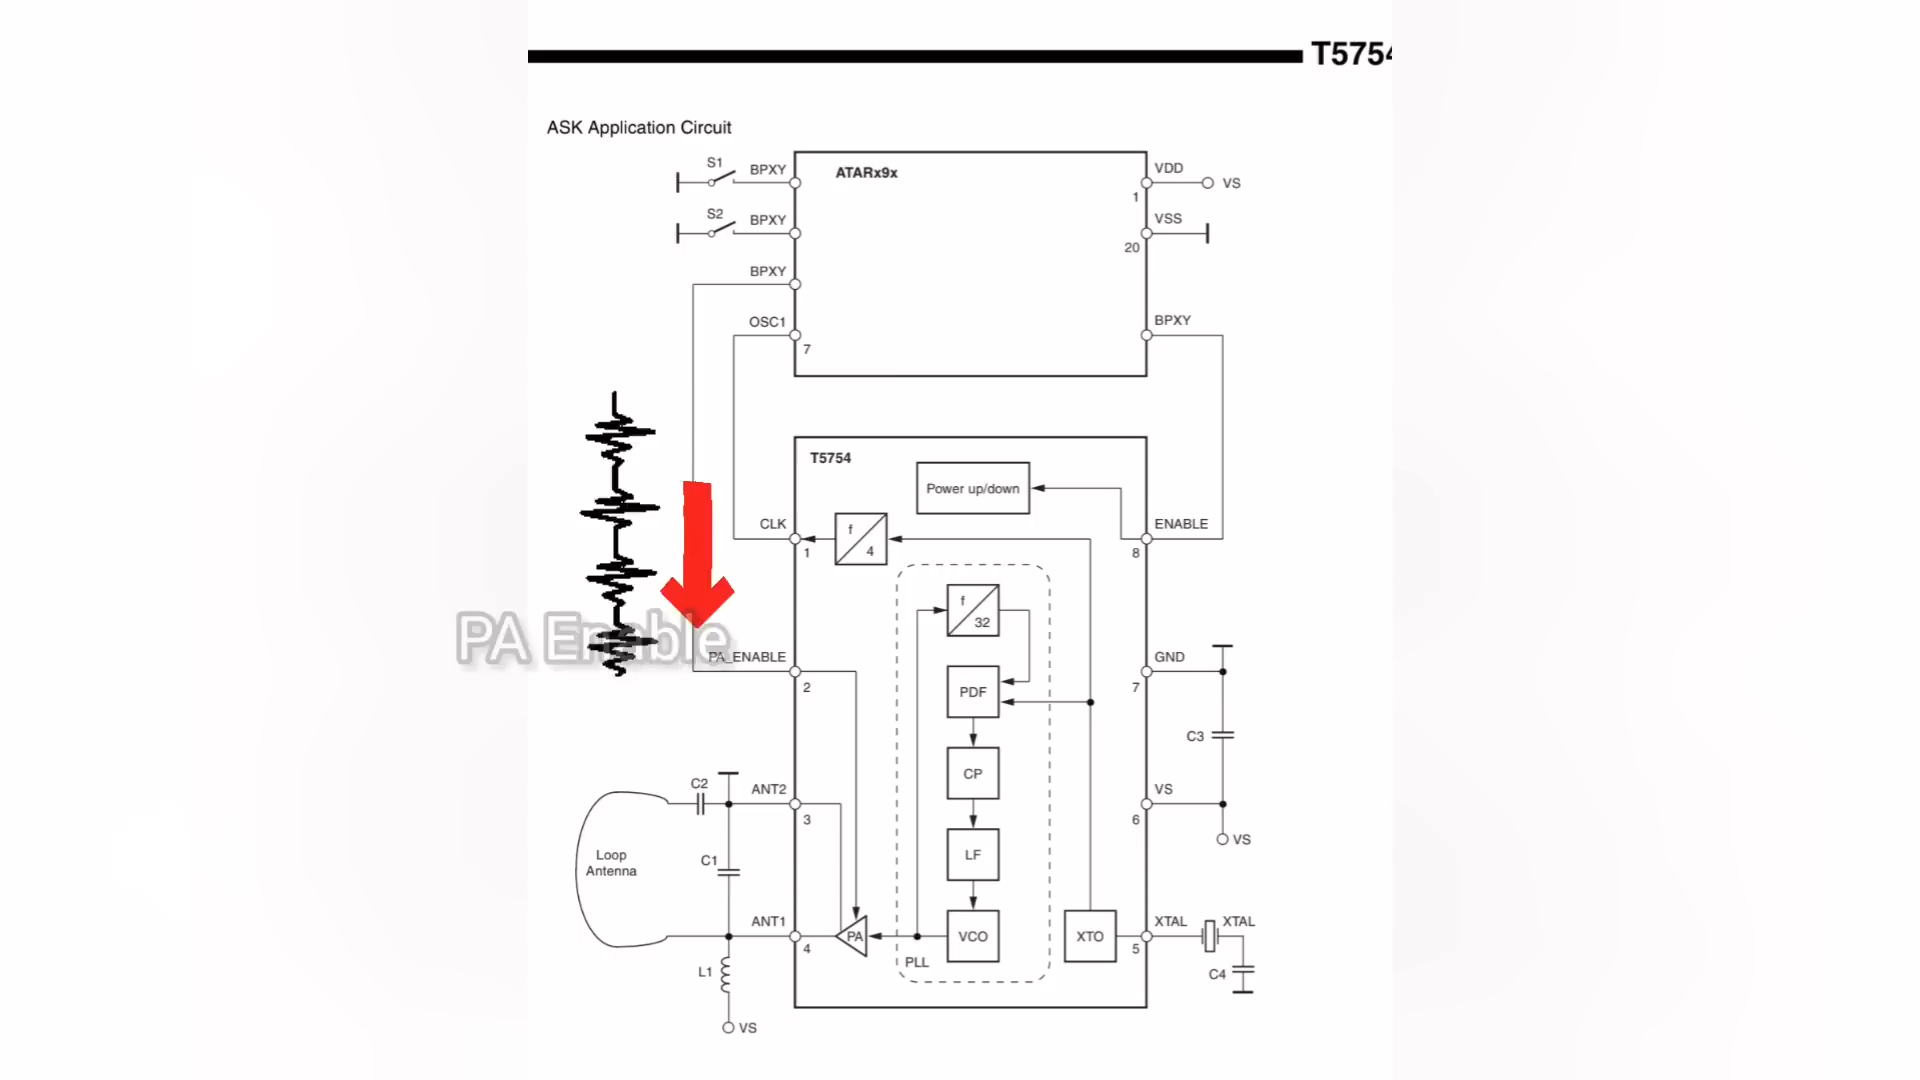 T5754
ASK Application Circuit
S1
BPXY
ATARx9x
VDD
VS
1
S2
BPXY
VSS
20
BPXY
OSC1
7
BPXY
T5754
Power up/down
CLK
1
f
4
ENABLE
8
f
32
PA Enable
PA_ENABLE
2
PDF
GND
7
C3
CP
C2
ANT2
3
VS
6
VS
Loop
Antenna
C1
LF
ANT1
4
PA
VCO
PLL
XTO
XTAL
5
XTAL
C4
L1
VS